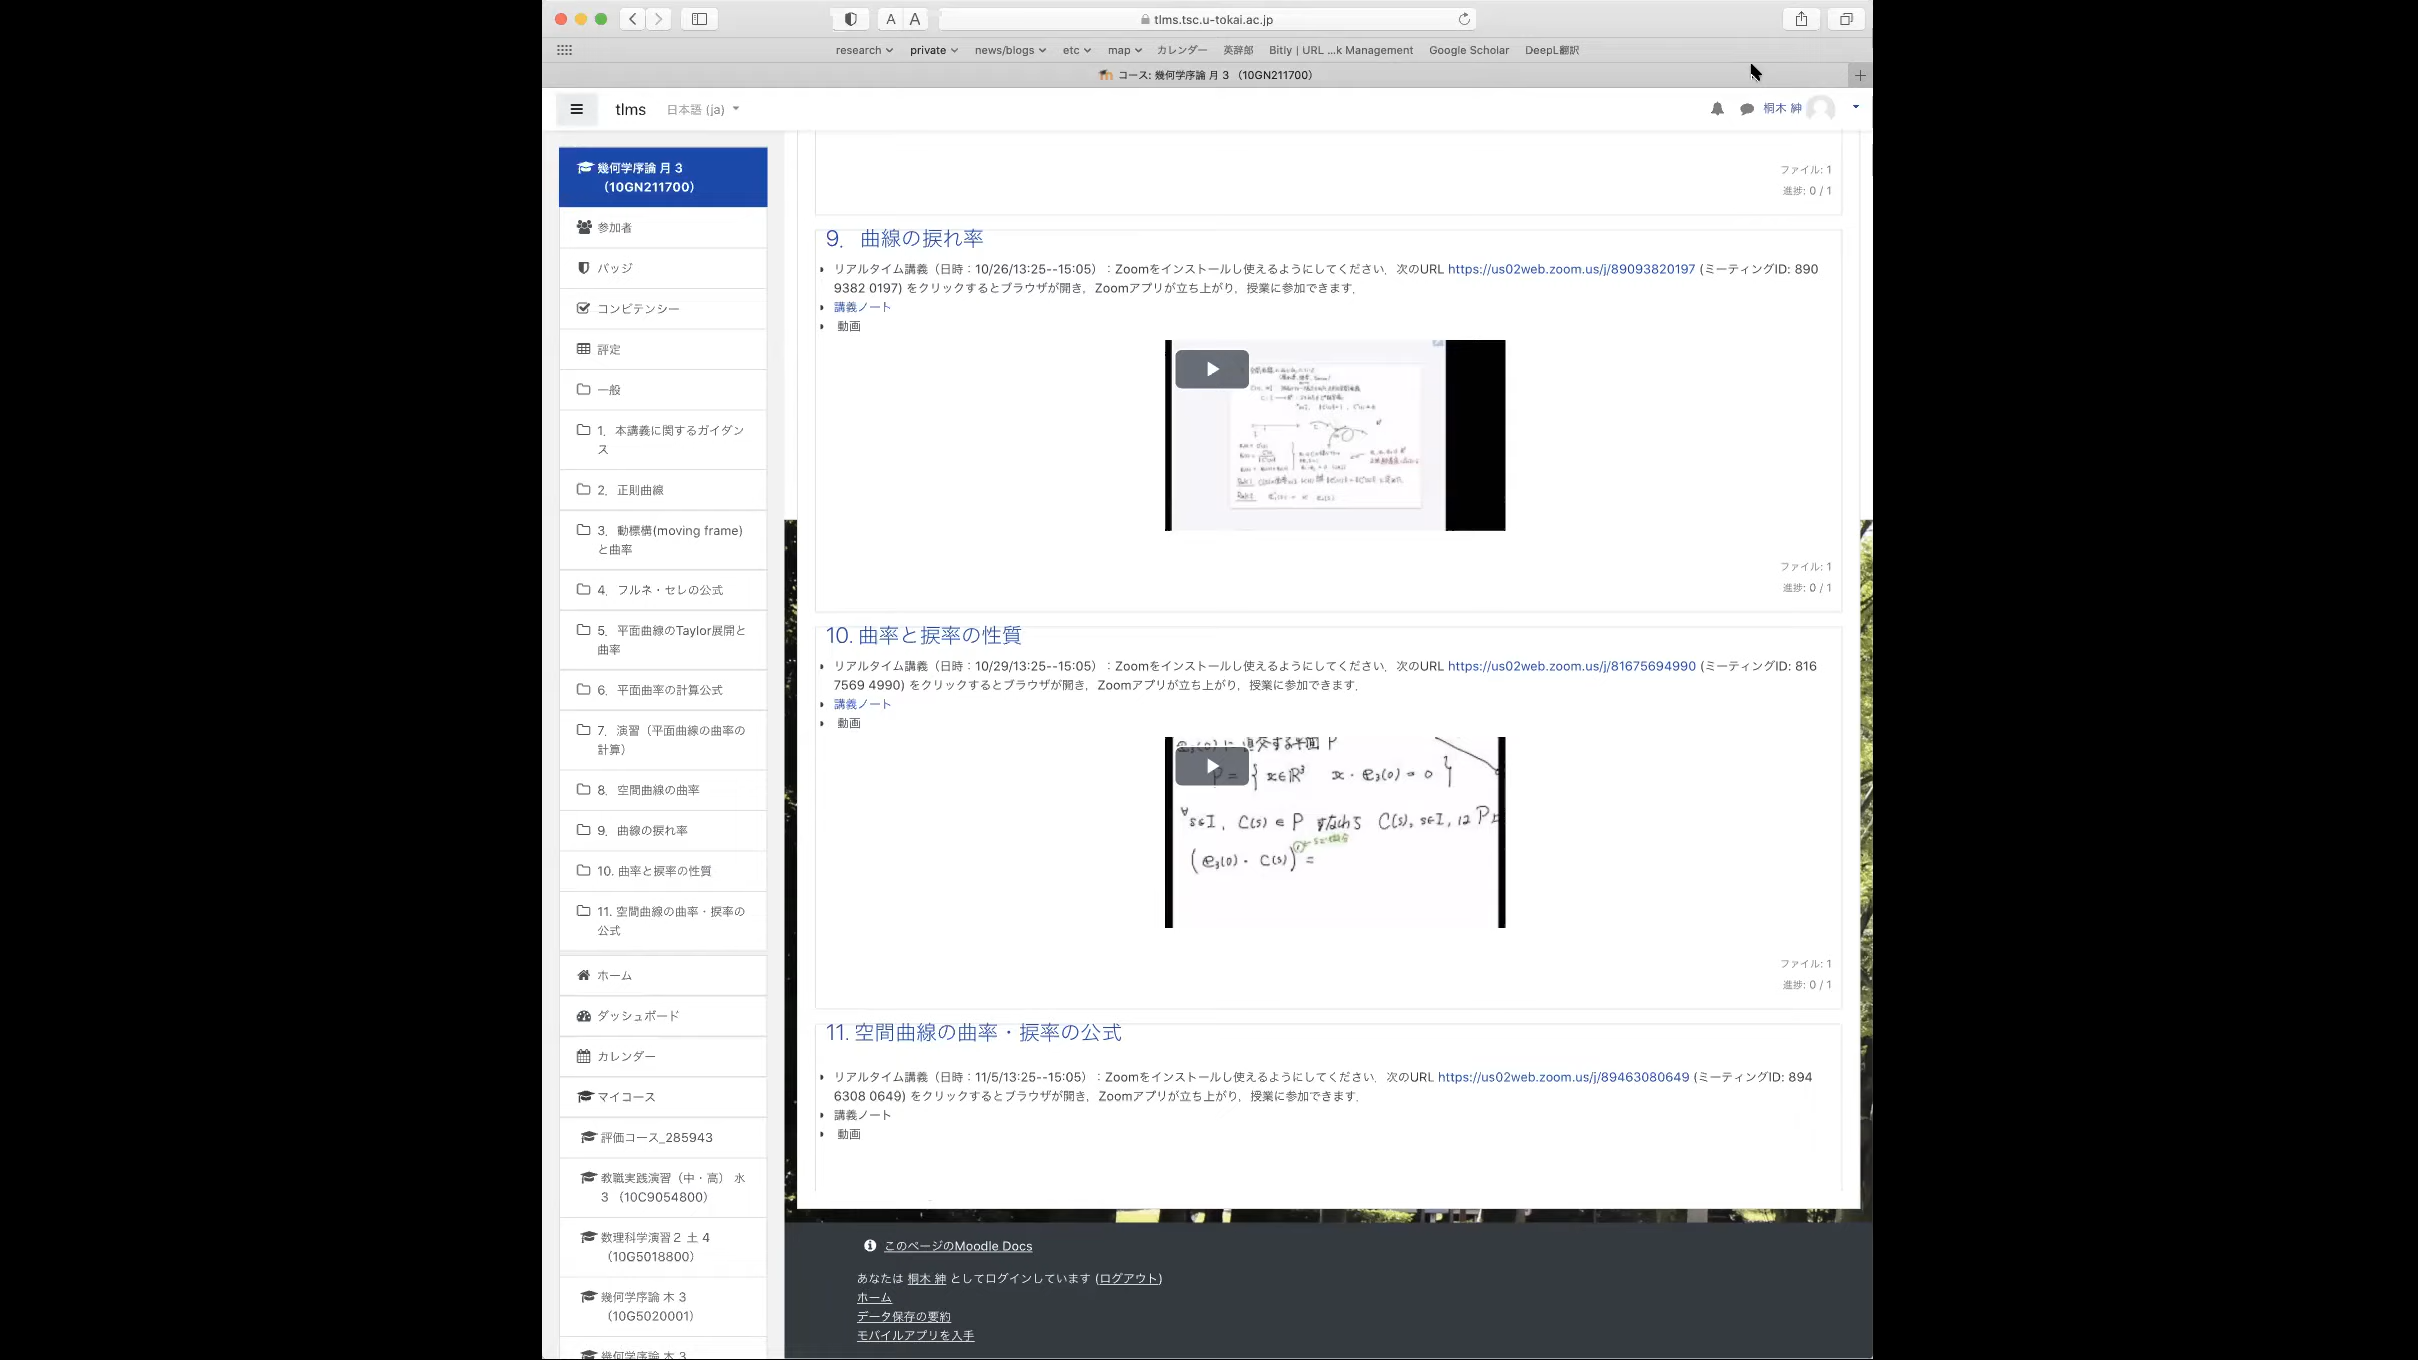 tlms.tsc.u-tokai.ac.jp
research private news/blogs etc map カレンダー 英辞郎 Bitly | URL ...k Management Google Scholar DeepL翻訳
コース: 幾何学序論 月 3 （10GN211700）
tlms 日本語 (ja) 桐木 紳
幾何学序論 月 3
（10GN211700）
参加者
バッジ
コンピテンシー
評定
一般
1．本講義に関するガイダン
ス
2．正則曲線
3．動標構(moving frame)
と曲率
4．フルネ・セレの公式
5．平面曲線のTaylor展開と
曲率
6．平面曲率の計算公式
7．演習（平面曲線の曲率の
計算）
8．空間曲線の曲率
9．曲線の捩れ率
10. 曲率と捩率の性質
11. 空間曲線の曲率・捩率の
公式
ホーム
ダッシュボード
カレンダー
マイコース
評価コース_285943
教職実践演習（中・高） 水
3 （10C9054800）
数理科学演習２ 土 4
（10G5018800）
幾何学序論 木 3
（10G5020001）
幾何学序論 木 3
ファイル: 1
進捗: 0 / 1
9．曲線の捩れ率
リアルタイム講義（日時：10/26/13:25--15:05）：Zoomをインストールし使えるようにしてください．次のURL https://us02web.zoom.us/j/89093820197 (ミーティングID: 890
9382 0197) をクリックするとブラウザが開き，Zoomアプリが立ち上がり，授業に参加できます．
講義ノート
動画
ファイル: 1
進捗: 0 / 1
10. 曲率と捩率の性質
リアルタイム講義（日時：10/29/13:25--15:05）：Zoomをインストールし使えるようにしてください．次のURL https://us02web.zoom.us/j/81675694990 (ミーティングID: 816
7569 4990) をクリックするとブラウザが開き，Zoomアプリが立ち上がり，授業に参加できます．
講義ノート
動画
e₃(0) に直交する平面 P
P = { x∈ℝ³ x・e₃(0) = 0 }
∀s∈I, C(s) ∈ P すなわち C(s), s∈I, は P上
(e₃(0)・C(s))' =
ファイル: 1
進捗: 0 / 1
11. 空間曲線の曲率・捩率の公式
リアルタイム講義（日時：11/5/13:25--15:05）：Zoomをインストールし使えるようにしてください．次のURL https://us02web.zoom.us/j/89463080649 (ミーティングID: 894
6308 0649) をクリックするとブラウザが開き，Zoomアプリが立ち上がり，授業に参加できます．
講義ノート
動画
このページのMoodle Docs
あなたは 桐木 紳 としてログインしています (ログアウト)
ホーム
データ保存の要約
モバイルアプリを入手